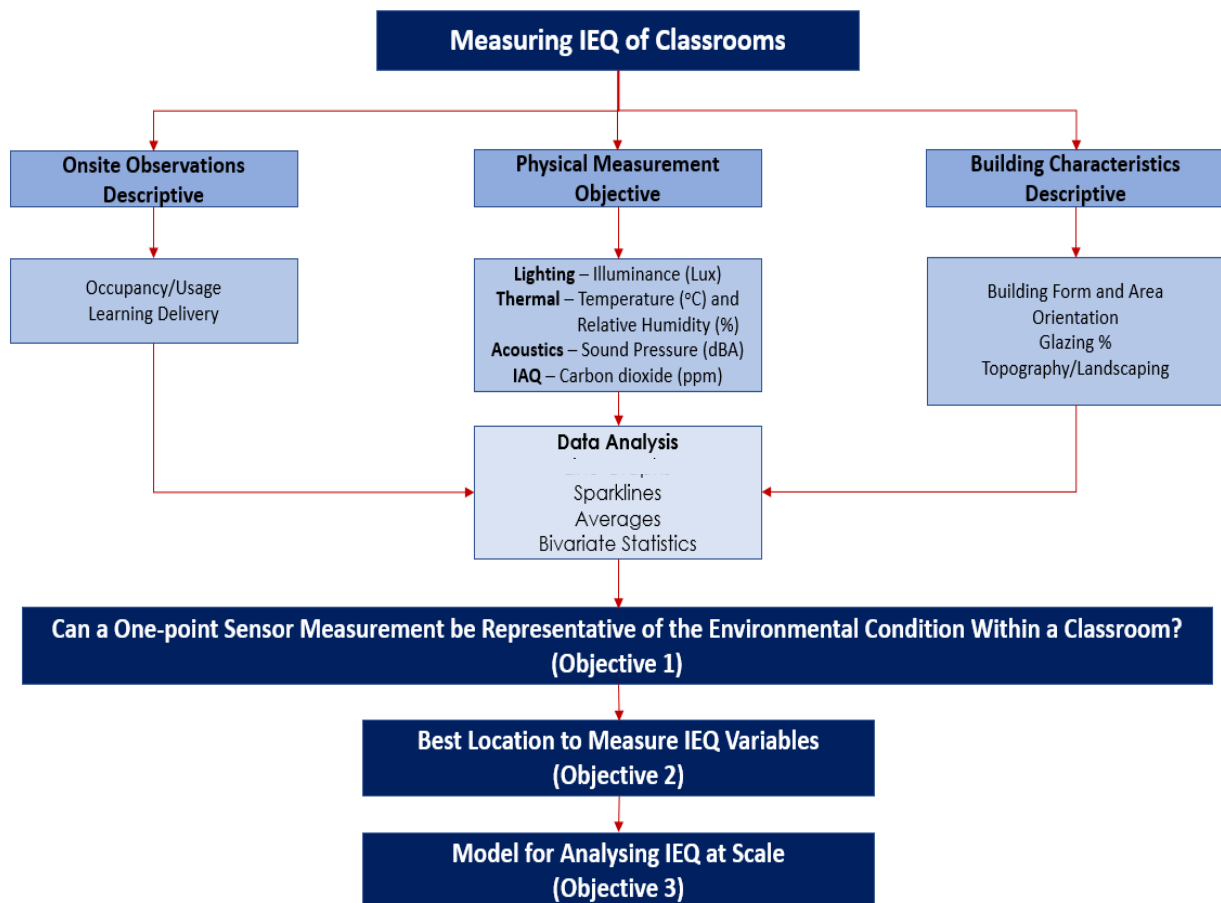 Measuring IEQ of Classrooms
Onsite Observations
Descriptive
Physical Measurement
Objective
Building Characteristics
Descriptive
Occupancy/Usage
Learning Delivery
Lighting – Illuminance (Lux)
Thermal – Temperature (°C) and
Relative Humidity (%)
Acoustics – Sound Pressure (dBA)
IAQ – Carbon dioxide (ppm)
Building Form and Area
Orientation
Glazing %
Topography/Landscaping
Data Analysis
Sparklines
Averages
Bivariate Statistics
Can a One-point Sensor Measurement be Representative of the Environmental Condition Within a Classroom?
(Objective 1)
Best Location to Measure IEQ Variables
(Objective 2)
Model for Analysing IEQ at Scale
(Objective 3)